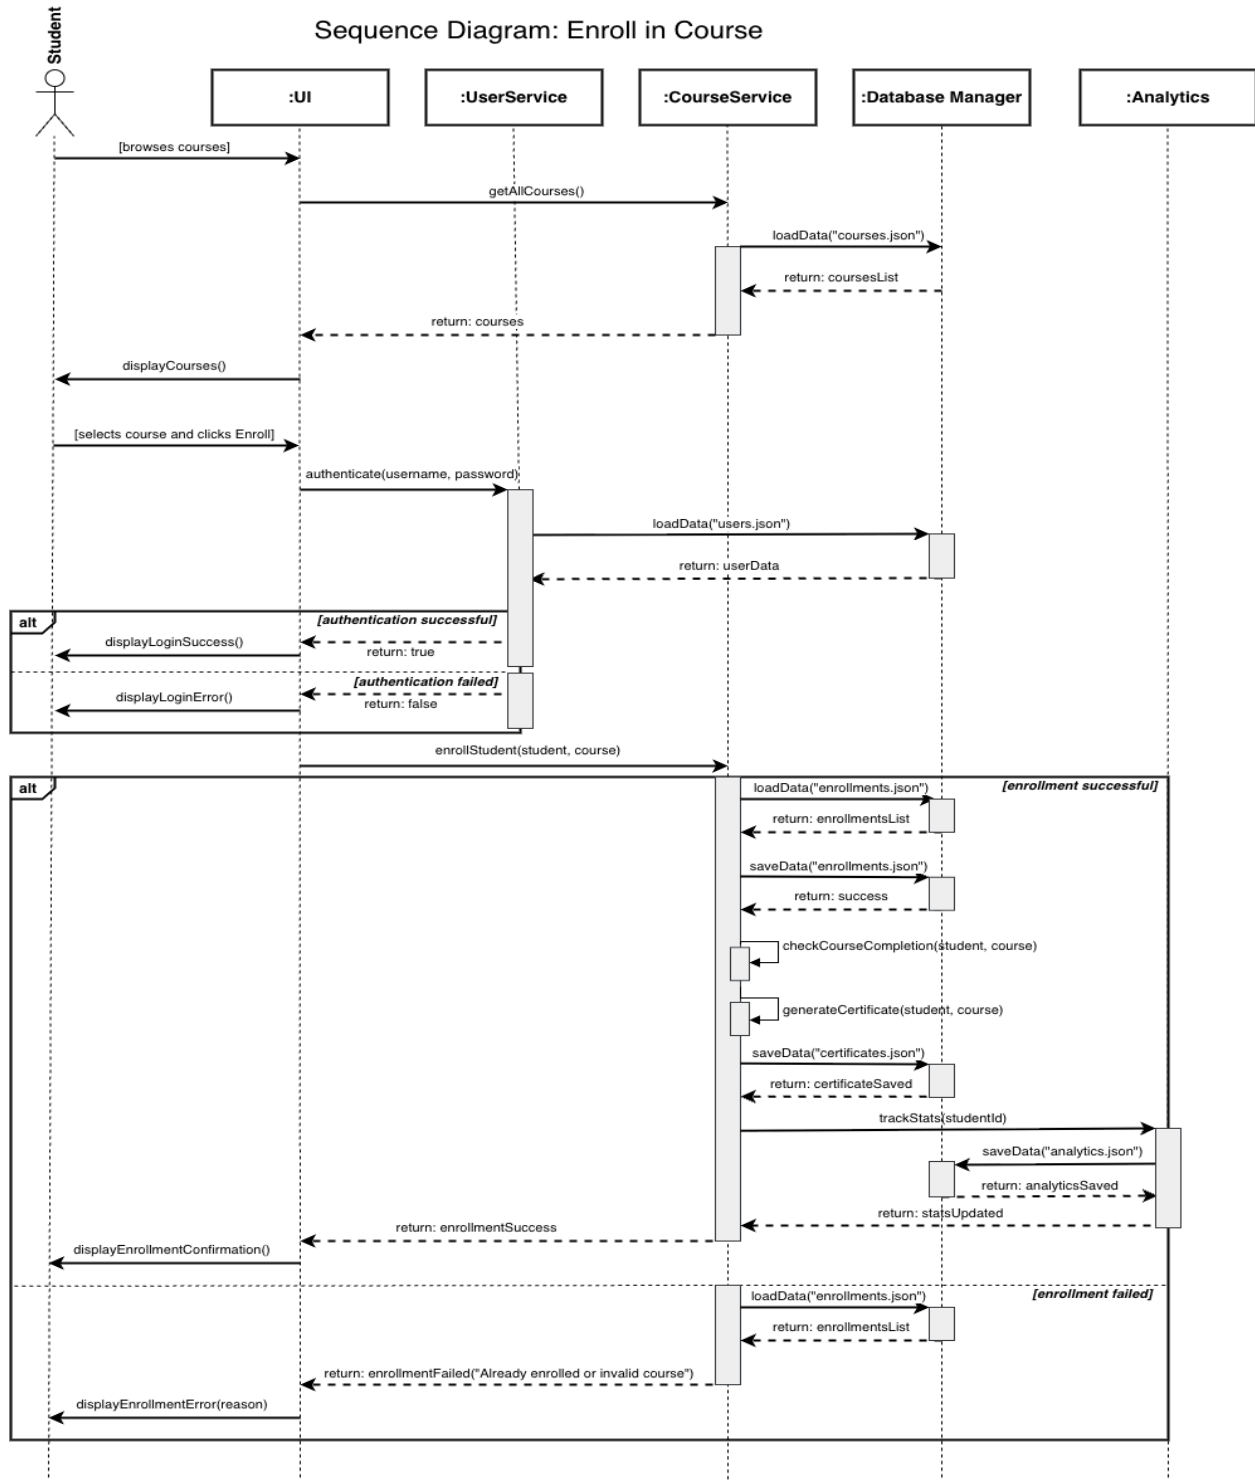 Sequence Diagram: Enroll in Course
Student
:UI
:UserService
:CourseService
:Database Manager
:Analytics
[browses courses]
getAllCourses()
loadData("courses.json")
return: coursesList
return: courses
displayCourses()
[selects course and clicks Enroll]
authenticate(username, password)
loadData("users.json")
return: userData
alt
[authentication successful]
displayLoginSuccess()
return: true
[authentication failed]
displayLoginError()
return: false
enrollStudent(student, course)
alt
[enrollment successful]
loadData("enrollments.json")
return: enrollmentsList
saveData("enrollments.json")
return: success
checkCourseCompletion(student, course)
generateCertificate(student, course)
saveData("certificates.json")
return: certificateSaved
trackStats(studentId)
saveData("analytics.json")
return: analyticsSaved
return: statsUpdated
return: enrollmentSuccess
displayEnrollmentConfirmation()
[enrollment failed]
loadData("enrollments.json")
return: enrollmentsList
return: enrollmentFailed("Already enrolled or invalid course")
displayEnrollmentError(reason)